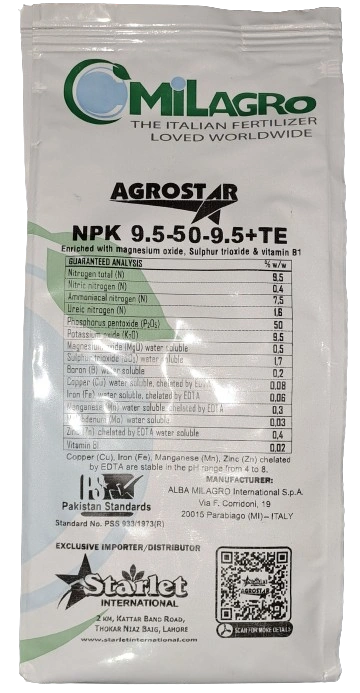 MILAGRO
THE ITALIAN FERTILIZER
LOVED WORLDWIDE
AGROSTAR
NPK 9.5-50-9.5+TE
Enriched with magnesium oxide, Sulphur trioxide & vitamin B1
GUARANTEED ANALYSIS % w/w
Nitrogen total (N) 9.5
Nitric nitrogen (N) 0.4
Ammoniacal nitrogen (N) 7.5
Ureic nitrogen (N) 1.6
Phosphorus pentoxide (P₂O₅) 50
Potassium oxide (K₂O) 9.5
Magnesium oxide (MgO) water soluble 0.5
Sulphur trioxide (SO₃) water soluble 1.7
Boron (B) water soluble 0.2
Copper (Cu) water soluble, chelated by EDTA 0.08
Iron (Fe) water soluble, chelated by EDTA 0.06
Manganese (Mn) water soluble, chelated by EDTA 0.3
Molybdenum (Mo) water soluble 0.03
Zinc (Zn) chelated by EDTA water soluble 0.4
Vitamin B1 0.02
Copper (Cu), Iron (Fe), Manganese (Mn), Zinc (Zn) chelated
by EDTA are stable in the pH range from 4 to 8.
Pakistan Standards
Standard No. PSS 933/1973(R)
MANUFACTURER:
ALBA MILAGRO International S.p.A.
Via F. Corridoni, 19
20015 Parabiago (MI)– ITALY
EXCLUSIVE IMPORTER/DISTRIBUTOR
Starlet
INTERNATIONAL
2 KM, KATTAR BAND ROAD,
THOKAR NIAZ BAIG, LAHORE
www.starletinternational.com
AGROSTAR
SCAN FOR MORE DETAILS